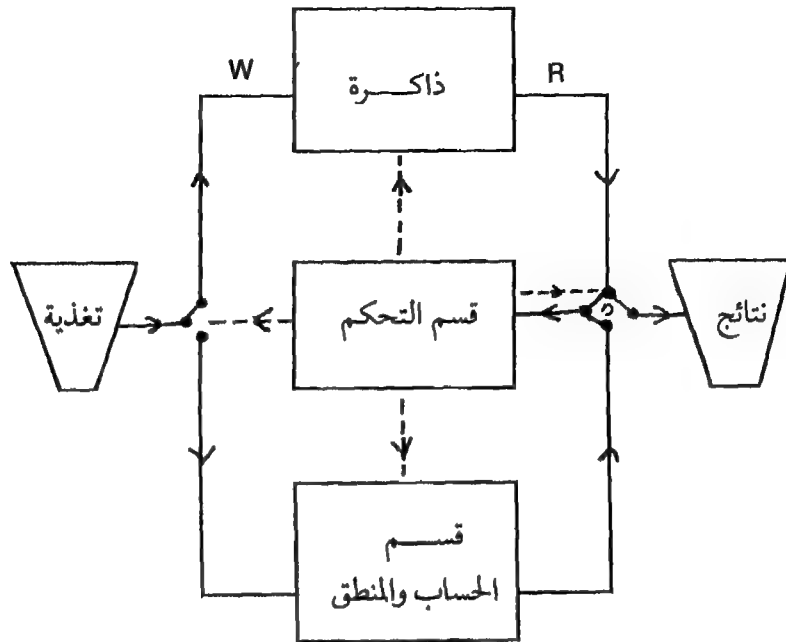 W
ذاكرة
R
تغذية
قسم التحكم
نتائج
قسم
الحساب والمنطق